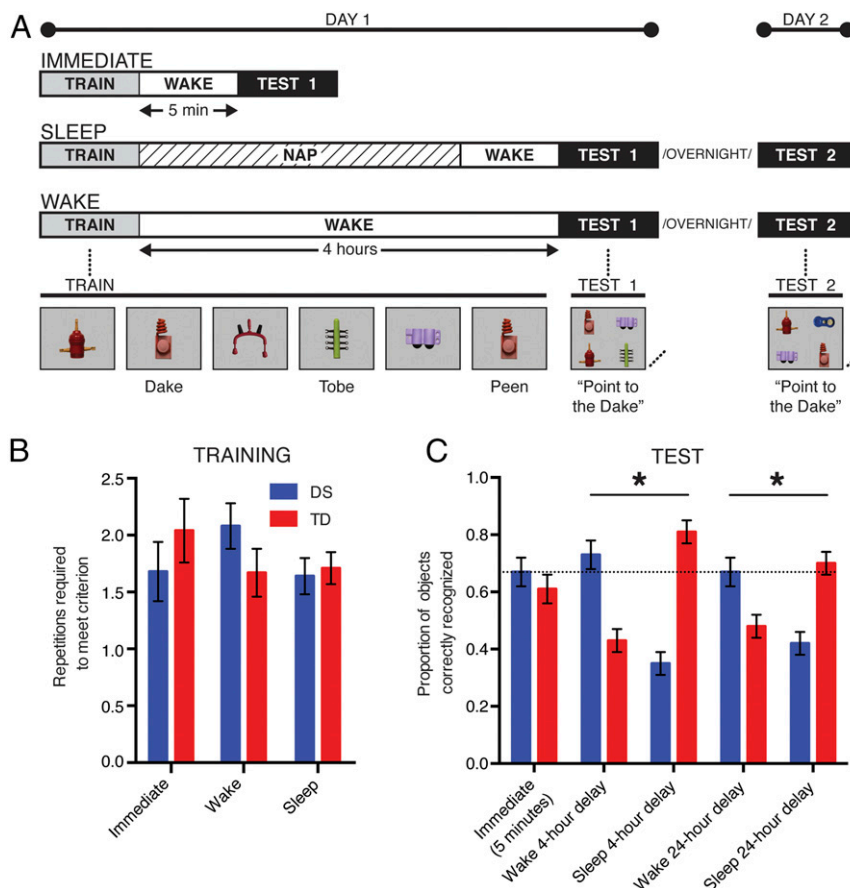 A
DAY 1
DAY 2
IMMEDIATE
TRAIN WAKE TEST 1
5 min
SLEEP
TRAIN NAP WAKE TEST 1 /OVERNIGHT/ TEST 2
WAKE
TRAIN WAKE TEST 1 /OVERNIGHT/ TEST 2
4 hours
TRAIN TEST 1 TEST 2
Dake Tobe Peen "Point to "Point to
the Dake" the Dake"
B
TRAINING
Repetitions required
to meet criterion
2.5
2.0
1.5
1.0
0.5
0.0
DS
TD
Immediate
Wake
Sleep
C
TEST
Proportion of objects
correctly recognized
1.0
0.8
0.6
0.4
0.2
0.0
*
*
Immediate
(5 minutes)
Wake 4-hour delay
Sleep 4-hour delay
Wake 24-hour delay
Sleep 24-hour delay